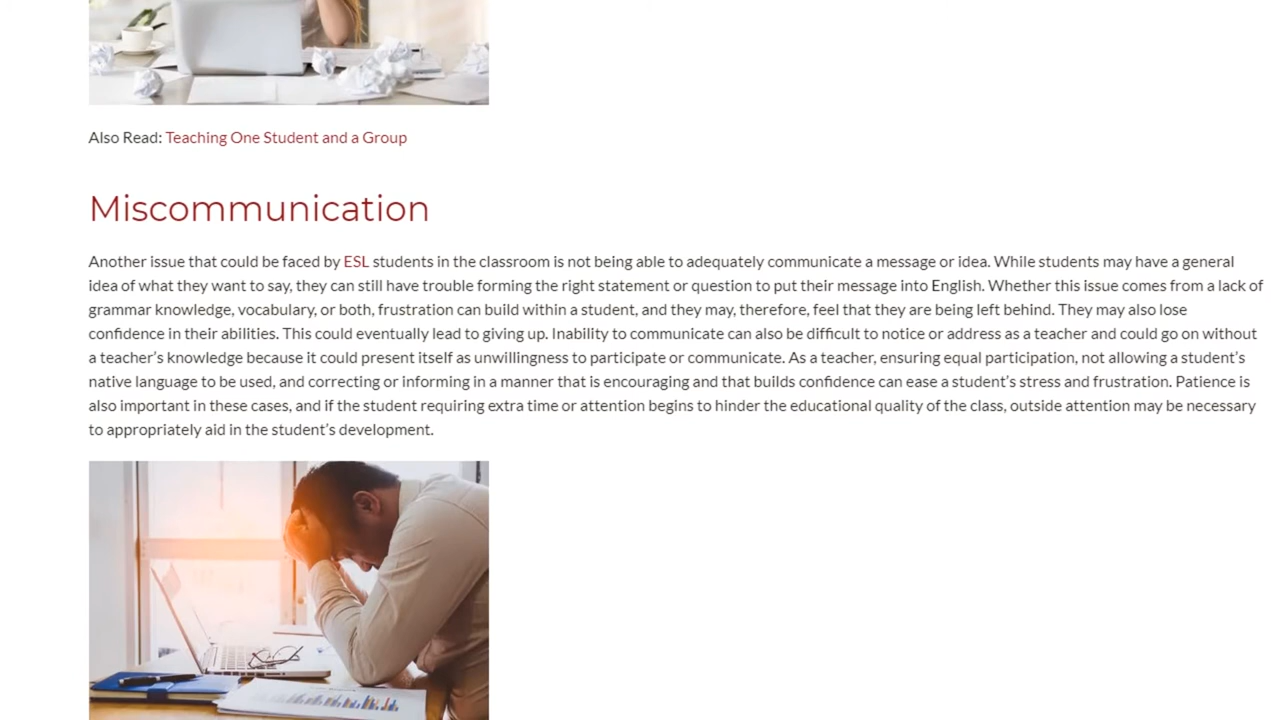 Also Read: Teaching One Student and a Group
Miscommunication
Another issue that could be faced by ESL students in the classroom is not being able to adequately communicate a message or idea. While students may have a general
idea of what they want to say, they can still have trouble forming the right statement or question to put their message into English. Whether this issue comes from a lack of
grammar knowledge, vocabulary, or both, frustration can build within a student, and they may, therefore, feel that they are being left behind. They may also lose
confidence in their abilities. This could eventually lead to giving up. Inability to communicate can also be difficult to notice or address as a teacher and could go on without
a teacher’s knowledge because it could present itself as unwillingness to participate or communicate. As a teacher, ensuring equal participation, not allowing a student’s
native language to be used, and correcting or informing in a manner that is encouraging and that builds confidence can ease a student’s stress and frustration. Patience is
also important in these cases, and if the student requiring extra time or attention begins to hinder the educational quality of the class, outside attention may be necessary
to appropriately aid in the student’s development.